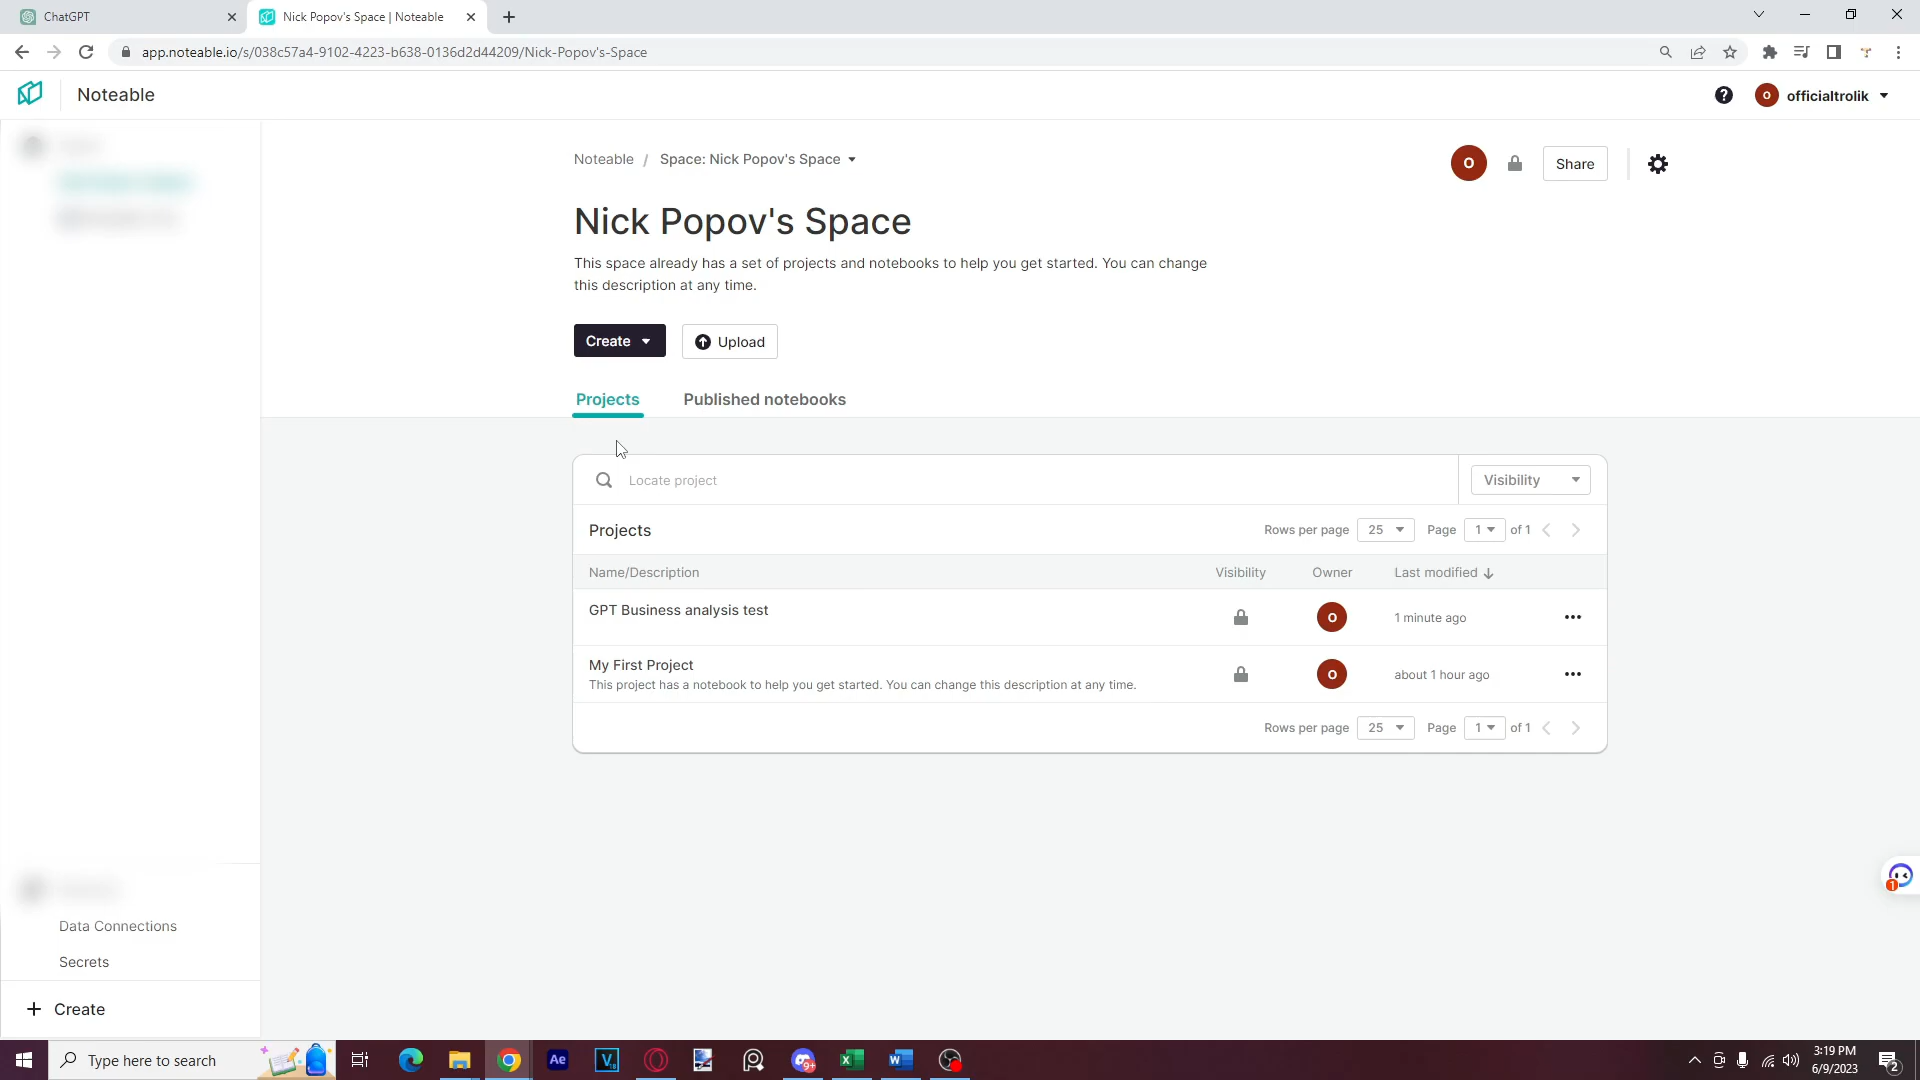 ChatGPT
Nick Popov's Space | Noteable
app.noteable.io/s/038c57a4-9102-4223-b638-0136d2d44209/Nick-Popov's-Space
Noteable
? O officialtrolik
Noteable / Space: Nick Popov's Space
O Share
Nick Popov's Space
This space already has a set of projects and notebooks to help you get started. You can change
this description at any time.
Create Upload
Projects Published notebooks
Locate project Visibility
Projects Rows per page 25 Page 1 of 1
Name/Description Visibility Owner Last modified
GPT Business analysis test O 1 minute ago
My First Project
This project has a notebook to help you get started. You can change this description at any time. O about 1 hour ago
Rows per page 25 Page 1 of 1
1
Data Connections
Secrets
+ Create
Type here to search
Ae
V
18
9+
X
W
3:19 PM
6/9/2023
2